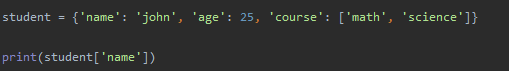 student = {'name': 'john', 'age': 25, 'course': ['math', 'science']}
print(student['name'])